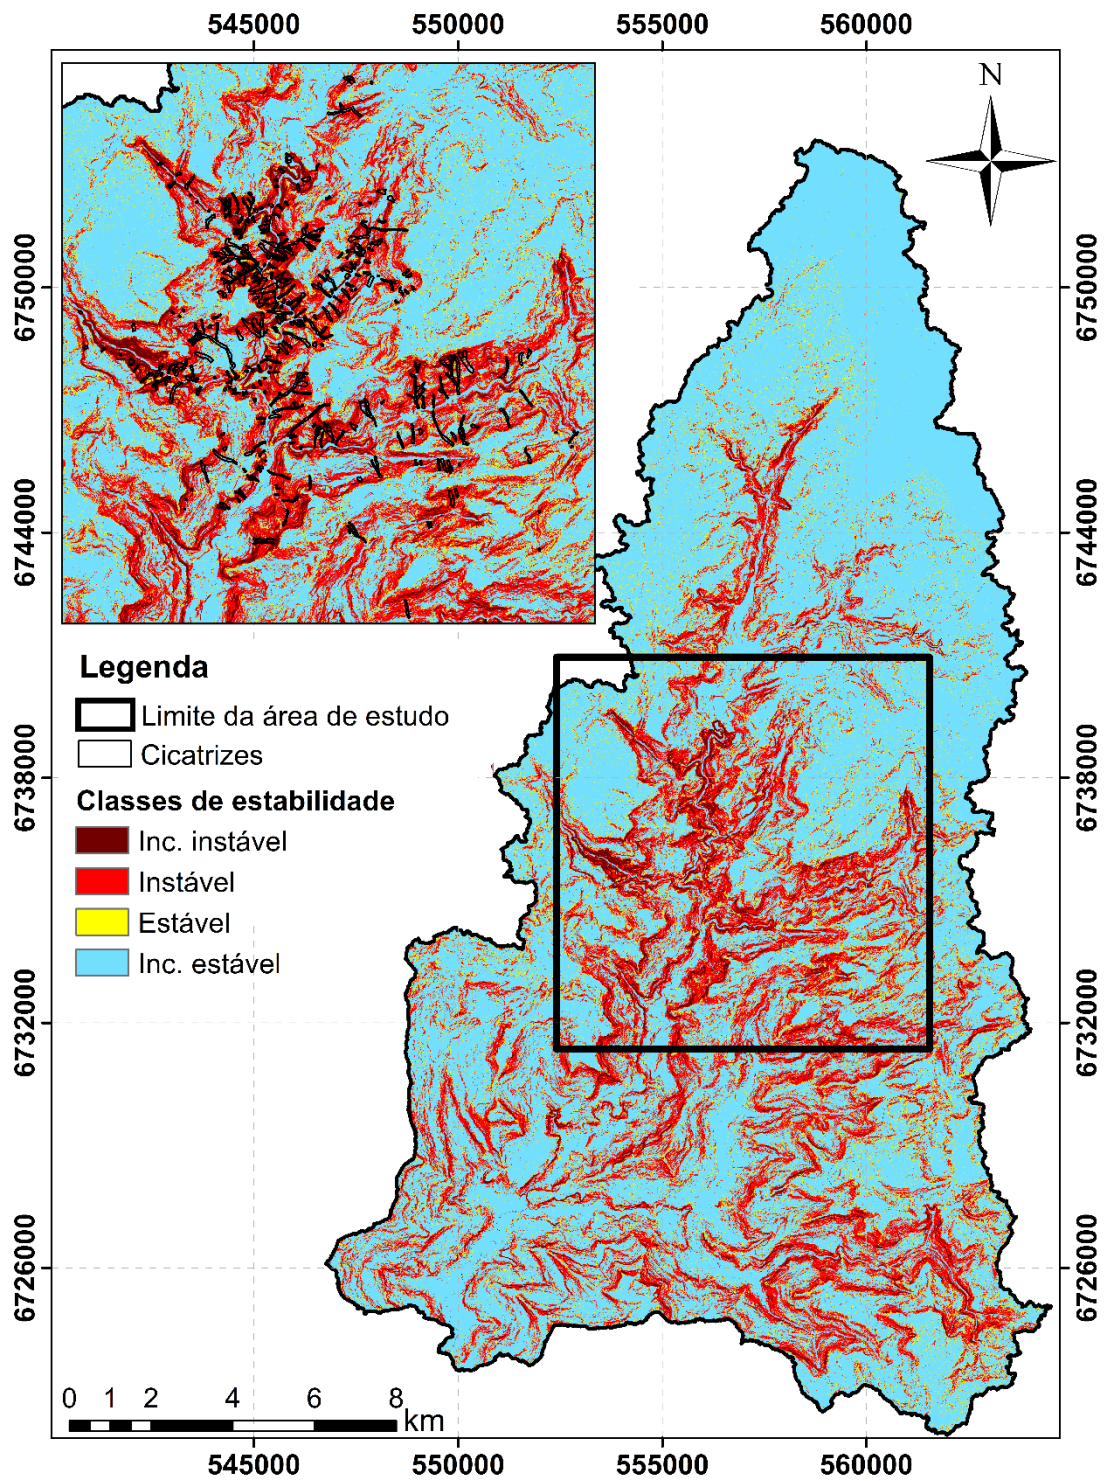 545000 550000 555000 560000
N
6750000 6750000
6744000 6744000
Legenda
Limite da área de estudo
Cicatrizes
6738000 6738000
Classes de estabilidade
Inc. instável
Instável
Estável
Inc. estável
6732000 6732000
6726000 6726000
0 1 2 4 6 8
km
545000 550000 555000 560000